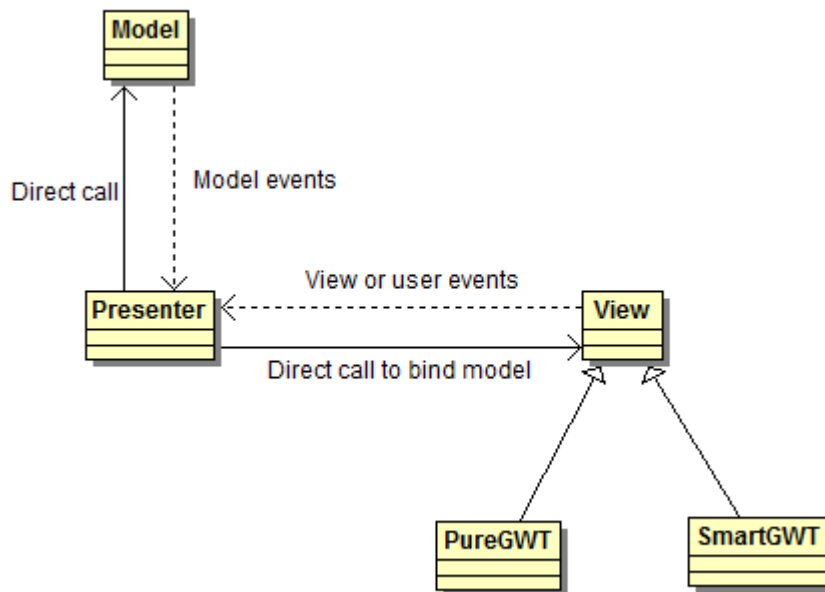 Model
Direct call
Model events
View or user events
Presenter
View
Direct call to bind model
PureGWT
SmartGWT